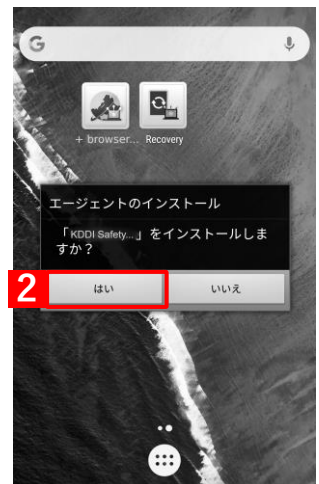 G
+ browser... Recovery
エージェントのインストール
「KDDI Safety...」をインストールしま
すか？
2 はい いいえ